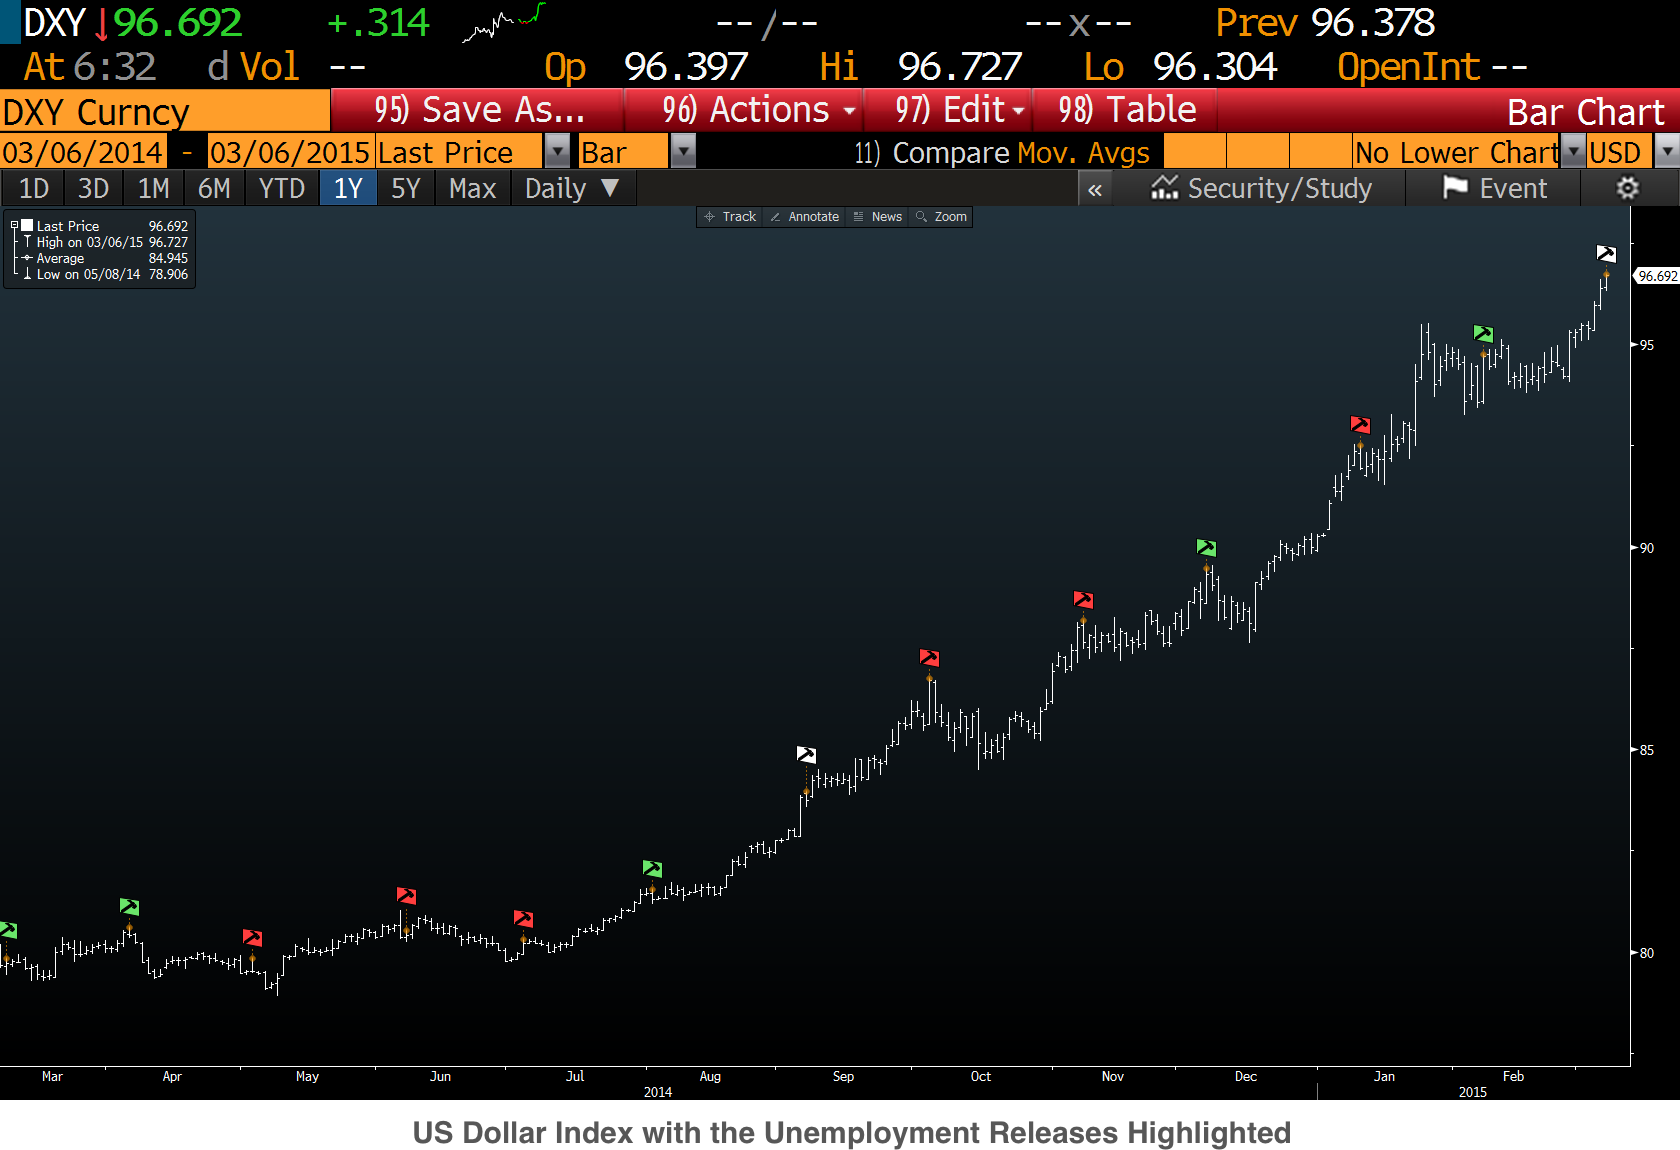 DXY ↓96.692 +.314 --/-- --x-- Prev 96.378
At 6:32 d Vol -- Op 96.397 Hi 96.727 Lo 96.304 OpenInt --
DXY Curncy 95) Save As... 96) Actions 97) Edit 98) Table Bar Chart
03/06/2014 - 03/06/2015 Last Price Bar 11) Compare Mov. Avgs No Lower Chart USD
1D 3D 1M 6M YTD 1Y 5Y Max Daily ▼ « Security/Study Event
Track Annotate News Zoom
Last Price 96.692
High on 03/06/15 96.727
Average 84.945
Low on 05/08/14 78.906
96.692
95
90
85
80
Mar Apr May Jun Jul Aug Sep Oct Nov Dec Jan Feb
2014 2015
US Dollar Index with the Unemployment Releases Highlighted